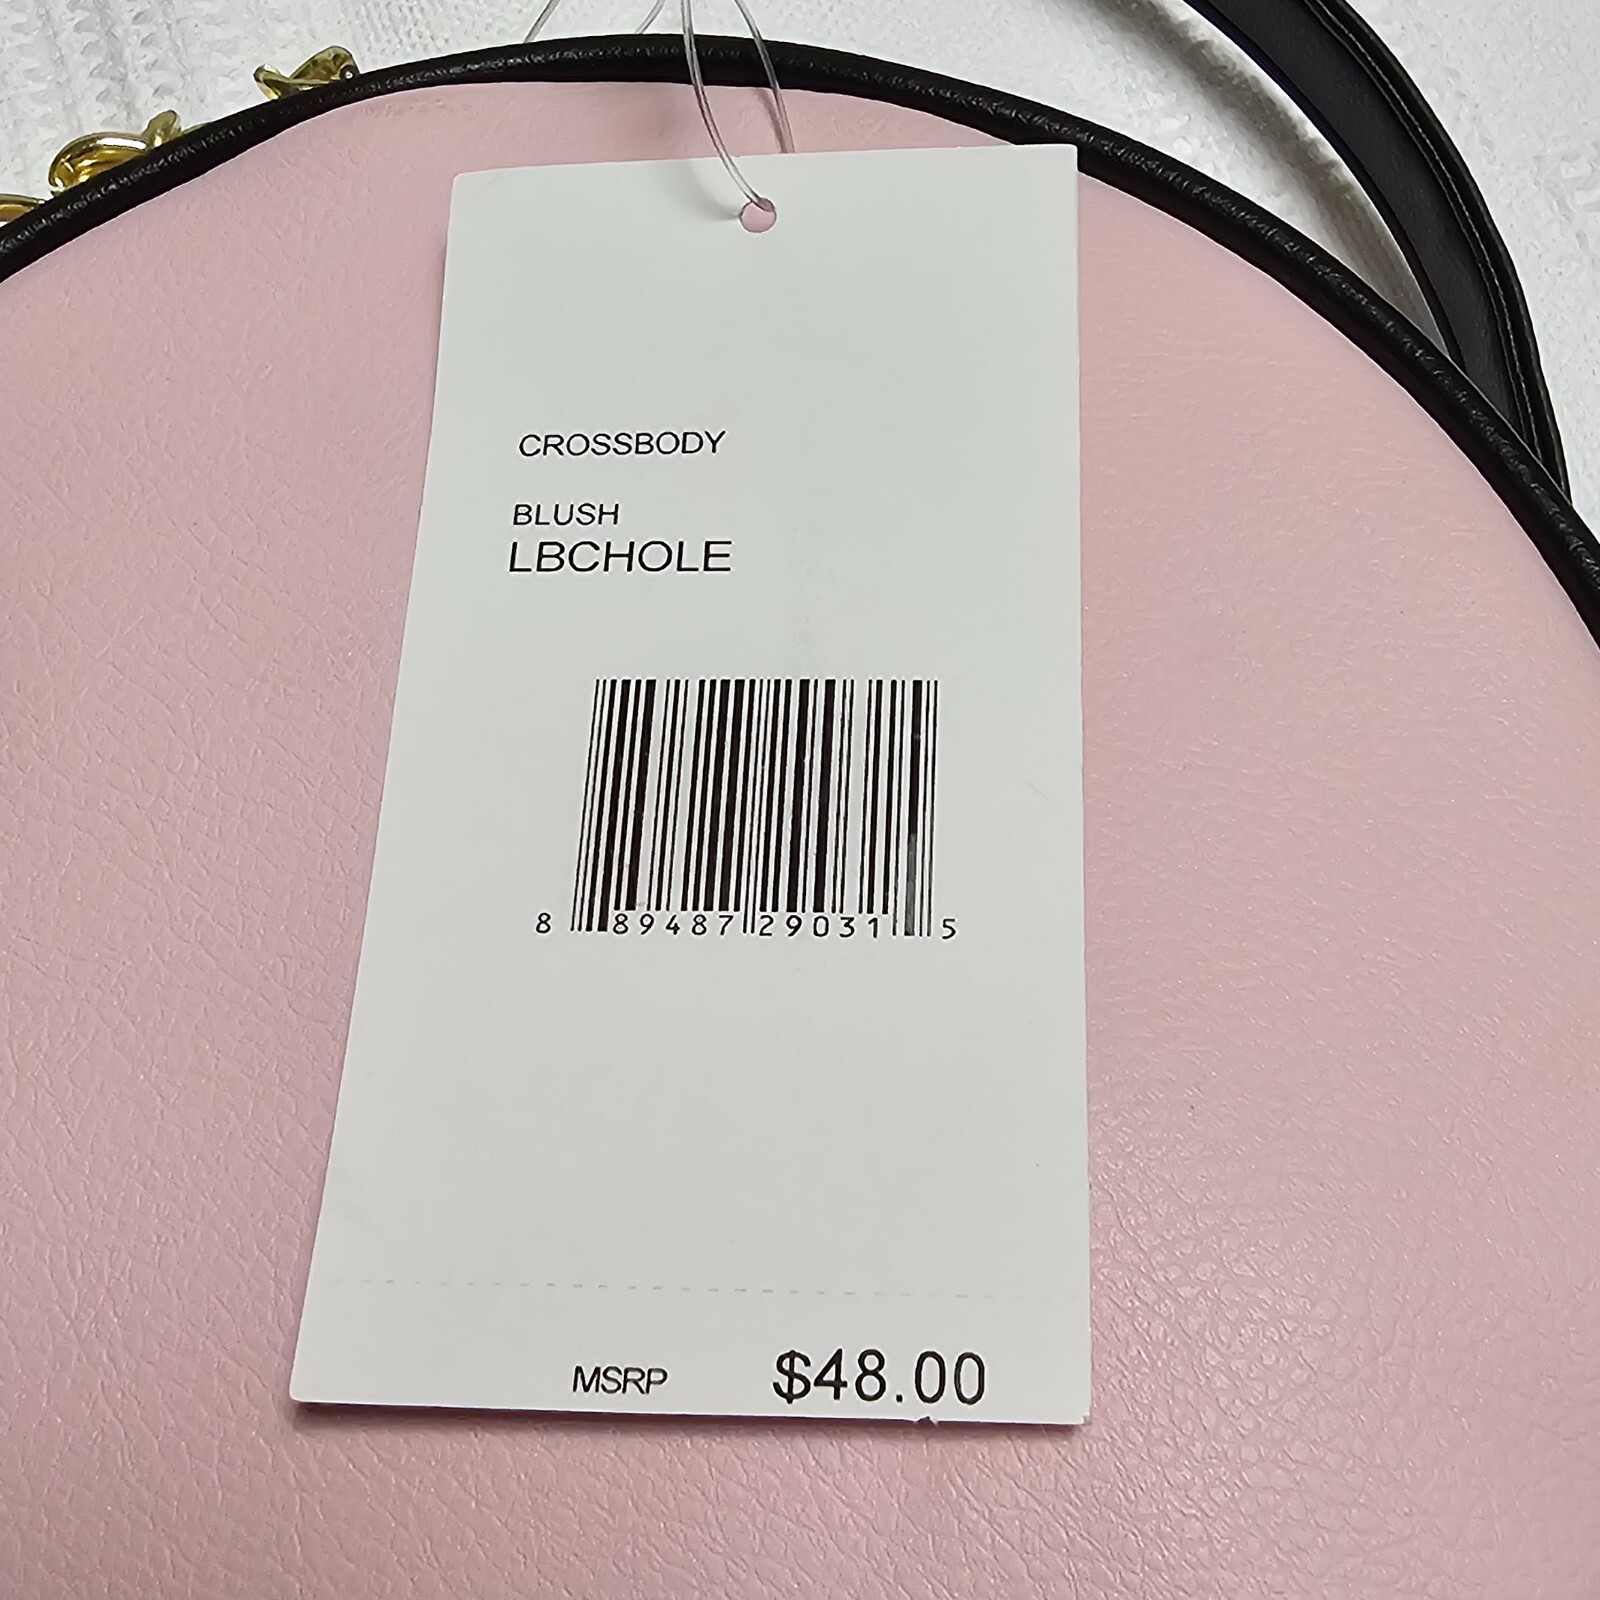 CROSSBODY
BLUSH
LBCHOLE
8 89487 29031 5
MSRP $48.00